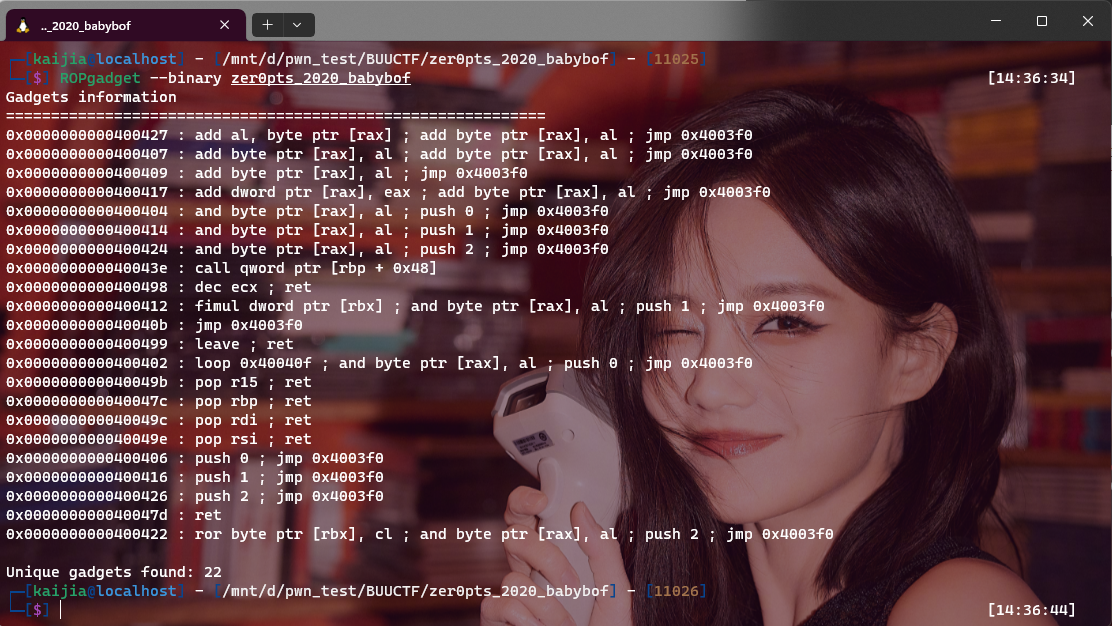 .._2020_babybof
[kaijia@localhost] - [/mnt/d/pwn_test/BUUCTF/zer0pts_2020_babybof] - [11025]
[$] ROPgadget --binary zer0pts_2020_babybof [14:36:34]
Gadgets information
============================================================
0x0000000000400427 : add al, byte ptr [rax] ; add byte ptr [rax], al ; jmp 0x4003f0
0x0000000000400407 : add byte ptr [rax], al ; add byte ptr [rax], al ; jmp 0x4003f0
0x0000000000400409 : add byte ptr [rax], al ; jmp 0x4003f0
0x0000000000400417 : add dword ptr [rax], eax ; add byte ptr [rax], al ; jmp 0x4003f0
0x0000000000400404 : and byte ptr [rax], al ; push 0 ; jmp 0x4003f0
0x0000000000400414 : and byte ptr [rax], al ; push 1 ; jmp 0x4003f0
0x0000000000400424 : and byte ptr [rax], al ; push 2 ; jmp 0x4003f0
0x000000000040043e : call qword ptr [rbp + 0x48]
0x0000000000400498 : dec ecx ; ret
0x0000000000400412 : fimul dword ptr [rbx] ; and byte ptr [rax], al ; push 1 ; jmp 0x4003f0
0x000000000040040b : jmp 0x4003f0
0x0000000000400499 : leave ; ret
0x0000000000400402 : loop 0x40040f ; and byte ptr [rax], al ; push 0 ; jmp 0x4003f0
0x000000000040049b : pop r15 ; ret
0x000000000040047c : pop rbp ; ret
0x000000000040049c : pop rdi ; ret
0x000000000040049e : pop rsi ; ret
0x0000000000400406 : push 0 ; jmp 0x4003f0
0x0000000000400416 : push 1 ; jmp 0x4003f0
0x0000000000400426 : push 2 ; jmp 0x4003f0
0x000000000040047d : ret
0x0000000000400422 : ror byte ptr [rbx], cl ; and byte ptr [rax], al ; push 2 ; jmp 0x4003f0
Unique gadgets found: 22
[kaijia@localhost] - [/mnt/d/pwn_test/BUUCTF/zer0pts_2020_babybof] - [11026]
[$] [14:36:44]